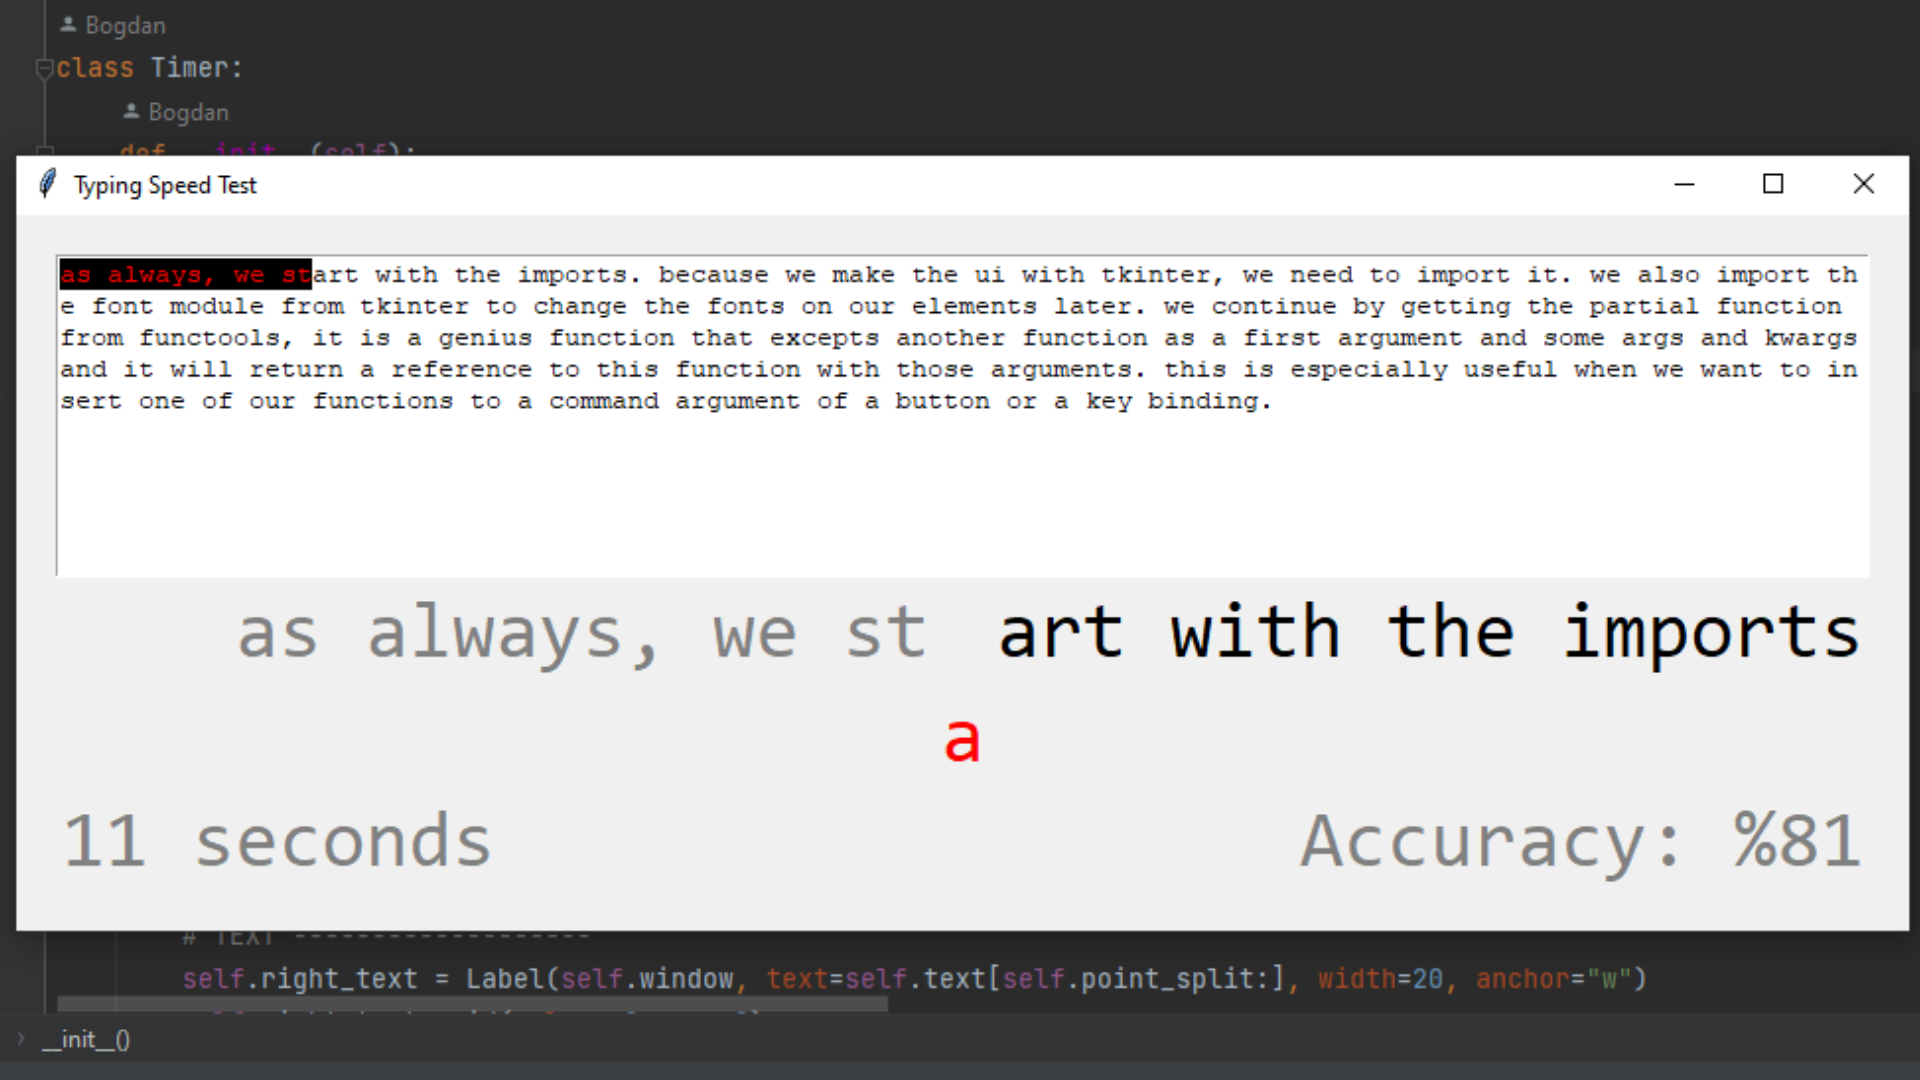 Bogdan
class Timer:
Bogdan
def __init__(self):
Typing Speed Test
as always, we start with the imports. because we make the ui with tkinter, we need to import it. we also import th
e font module from tkinter to change the fonts on our elements later. we continue by getting the partial function
from functools, it is a genius function that excepts another function as a first argument and some args and kwargs
and it will return a reference to this function with those arguments. this is especially useful when we want to in
sert one of our functions to a command argument of a button or a key binding.
as always, we st art with the imports
a
11 seconds
Accuracy: %81
# TEXT -------------------
self.right_text = Label(self.window, text=self.text[self.point_split:], width=20, anchor="w")
__init__()